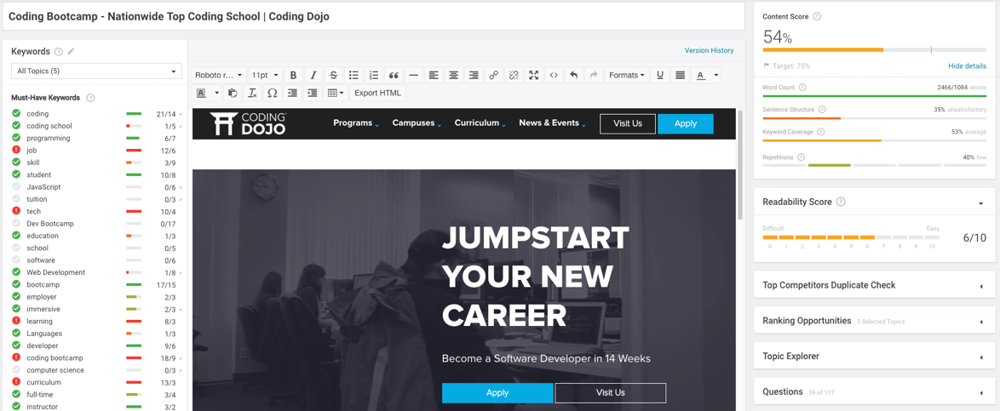 Coding Bootcamp - Nationwide Top Coding School | Coding Dojo
Keywords
All Topics (5)
Must-Have Keywords
coding 21/14
coding school 1/5
programming 6/7
job 12/6
skill 3/9
student 10/8
JavaScript 0/6
tuition 0/3
tech 10/4
Dev Bootcamp 0/17
education 1/3
school 0/5
software 0/6
Web Development 1/8
bootcamp 17/15
employer 2/3
immersive 2/3
learning 8/3
Languages 1/3
developer 9/6
coding bootcamp 18/9
computer science 0/3
curriculum 13/3
full-time 3/4
instructor 3/2
Version History
Roboto r... 11pt B I S Formats U A
A Export HTML
CODING DOJO
Programs Campuses Curriculum News & Events Visit Us Apply
JUMPSTART
YOUR NEW
CAREER
Become a Software Developer in 14 Weeks
Apply Visit Us
Content Score
54%
Target: 75% Hide details
Word Count 2466/1084 words
Sentence Structure 35% unsatisfactory
Keyword Coverage 53% average
Repetitions 40% few
Readability Score
Difficult Easy
0 1 2 3 4 5 6 7 8 9 10
6/10
Top Competitors Duplicate Check
Ranking Opportunities 3 Selected Topics
Topic Explorer
Questions 39 of 117